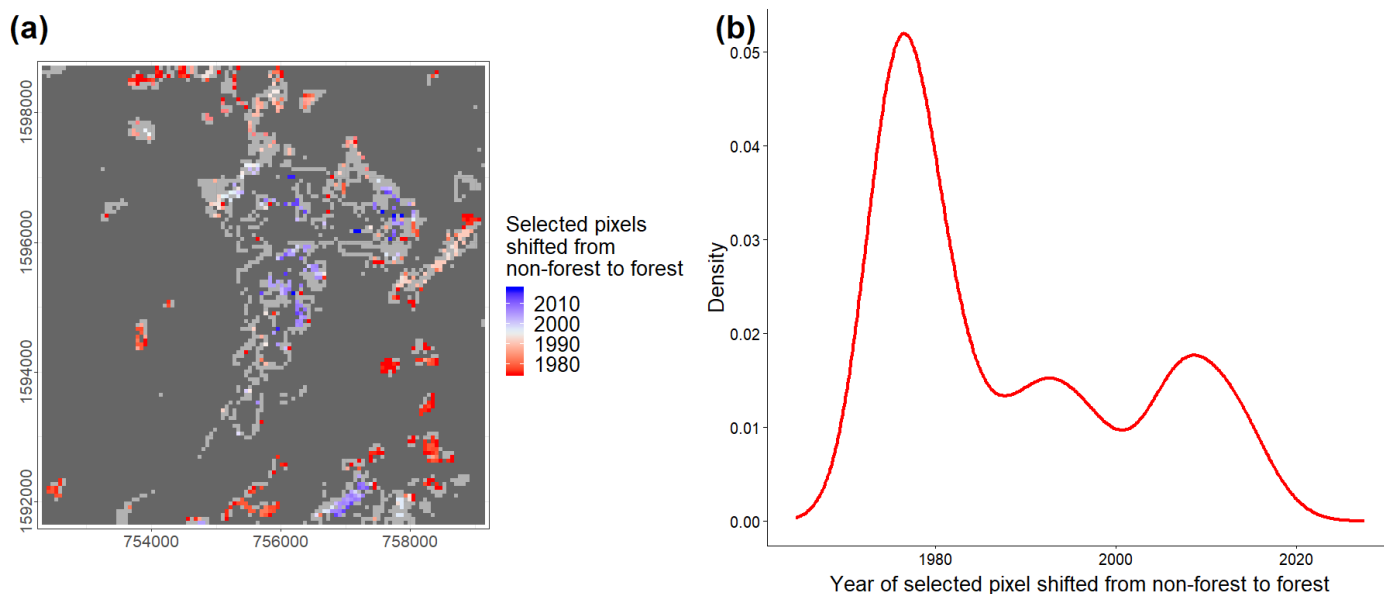 (a)
1598000
1596000
1594000
1592000
754000
756000
758000
Selected pixels
shifted from
non-forest to forest
2010
2000
1990
1980
(b)
0.05
0.04
0.03
0.02
0.01
0.00
Density
1980
2000
2020
Year of selected pixel shifted from non-forest to forest